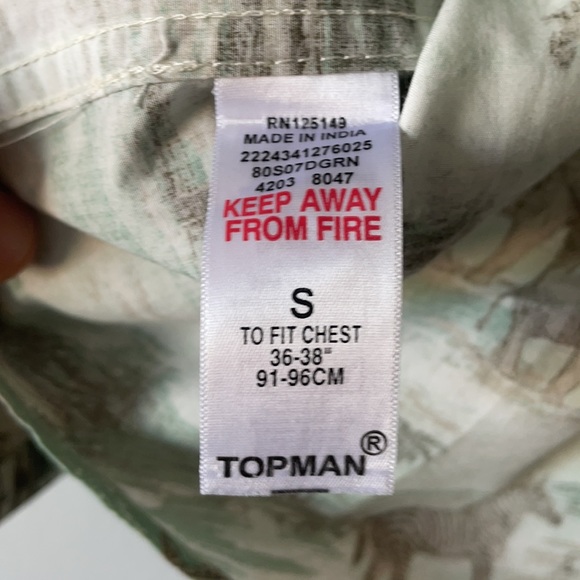 RN125149
MADE IN INDIA
2224341276025
80S07DGRN
4203 8047
KEEP AWAY
FROM FIRE
S
TO FIT CHEST
36-38"
91-96CM
TOPMAN®